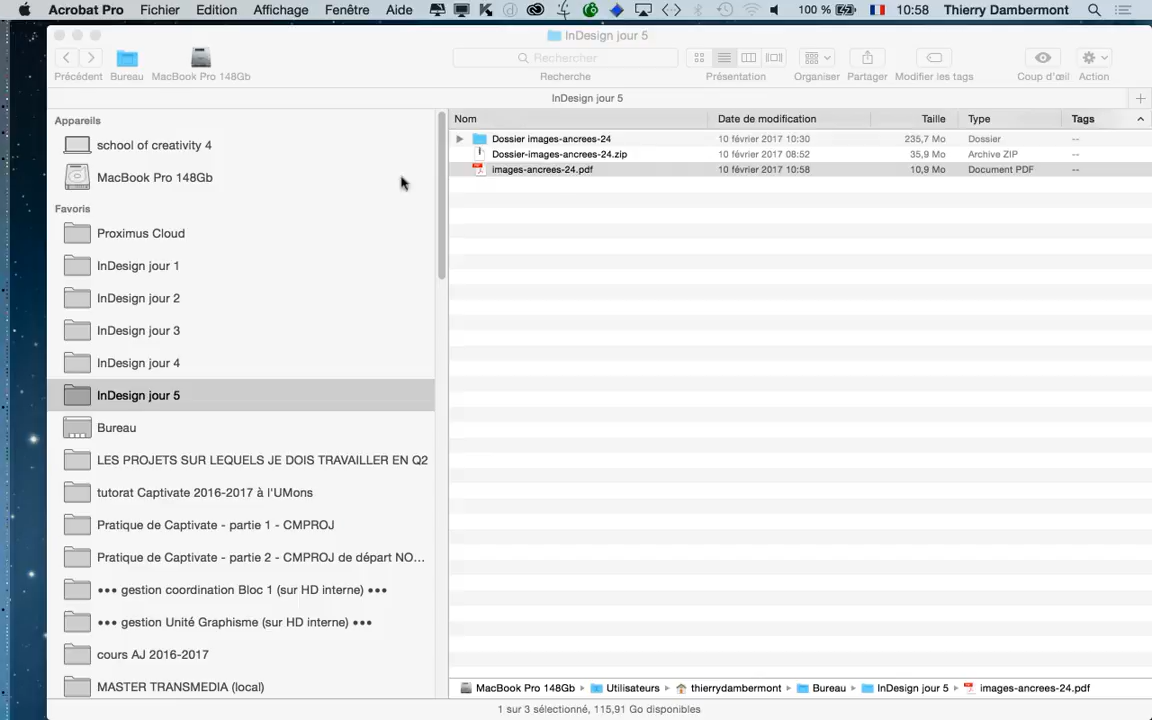 Acrobat Pro Fichier Edition Affichage Fenêtre Aide 100 % 10:58 Thierry Dambermont
InDesign jour 5
Rechercher
Précédent Bureau MacBook Pro 148Gb Recherche Présentation Organiser Partager Modifier les tags Coup d'œil Action
InDesign jour 5
Appareils
school of creativity 4
MacBook Pro 148Gb
Favoris
Proximus Cloud
InDesign jour 1
InDesign jour 2
InDesign jour 3
InDesign jour 4
InDesign jour 5
Bureau
LES PROJETS SUR LEQUELS JE DOIS TRAVAILLER EN Q2
tutorat Captivate 2016-2017 à l'UMons
Pratique de Captivate - partie 1 - CMPROJ
Pratique de Captivate - partie 2 - CMPROJ de départ NO...
••• gestion coordination Bloc 1 (sur HD interne) •••
••• gestion Unité Graphisme (sur HD interne) •••
cours AJ 2016-2017
MASTER TRANSMEDIA (local)
Nom Date de modification Taille Type Tags
Dossier images-ancrees-24 10 février 2017 10:30 235,7 Mo Dossier --
Dossier-images-ancrees-24.zip 10 février 2017 08:52 35,9 Mo Archive ZIP --
images-ancrees-24.pdf 10 février 2017 10:58 10,9 Mo Document PDF --
MacBook Pro 148Gb Utilisateurs thierrydambermont Bureau InDesign jour 5 images-ancrees-24.pdf
1 sur 3 sélectionné, 115,91 Go disponibles